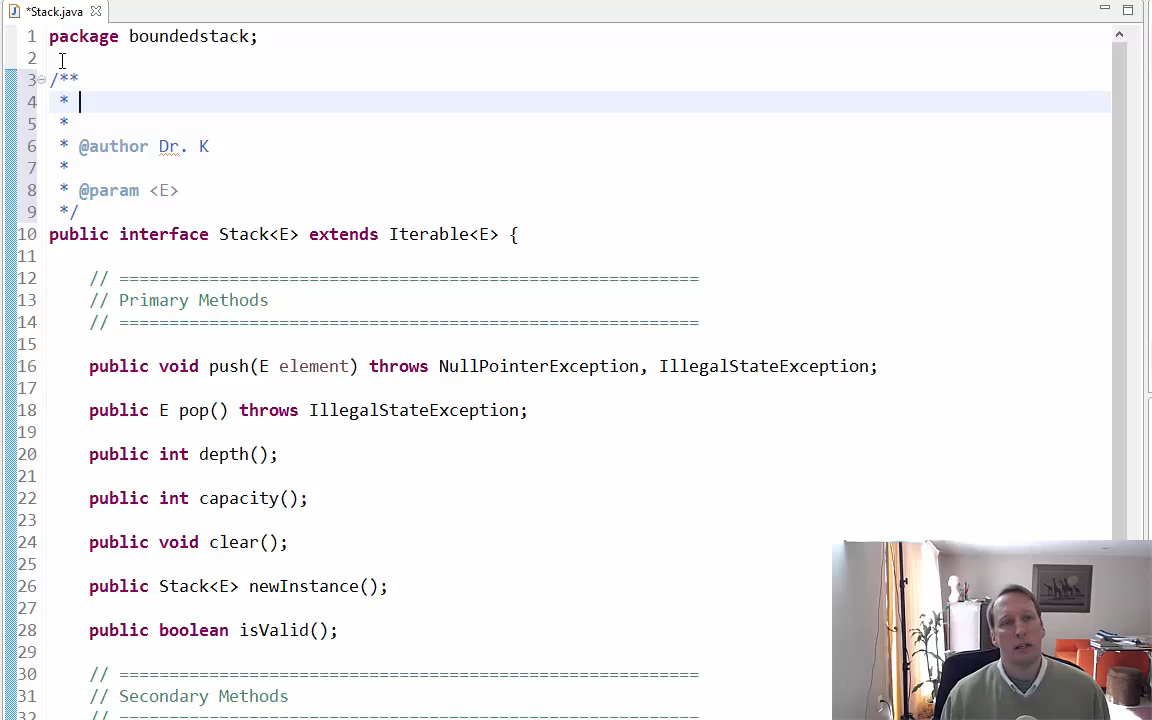 *Stack.java
1 package boundedstack;
2
3 /**
4  *
5  *
6  * @author Dr. K
7  *
8  * @param <E>
9  */
10 public interface Stack<E> extends Iterable<E> {
11
12     // ==========================================================
13     // Primary Methods
14     // ==========================================================
15
16     public void push(E element) throws NullPointerException, IllegalStateException;
17
18     public E pop() throws IllegalStateException;
19
20     public int depth();
21
22     public int capacity();
23
24     public void clear();
25
26     public Stack<E> newInstance();
27
28     public boolean isValid();
29
30     // ==========================================================
31     // Secondary Methods
32     // ==========================================================